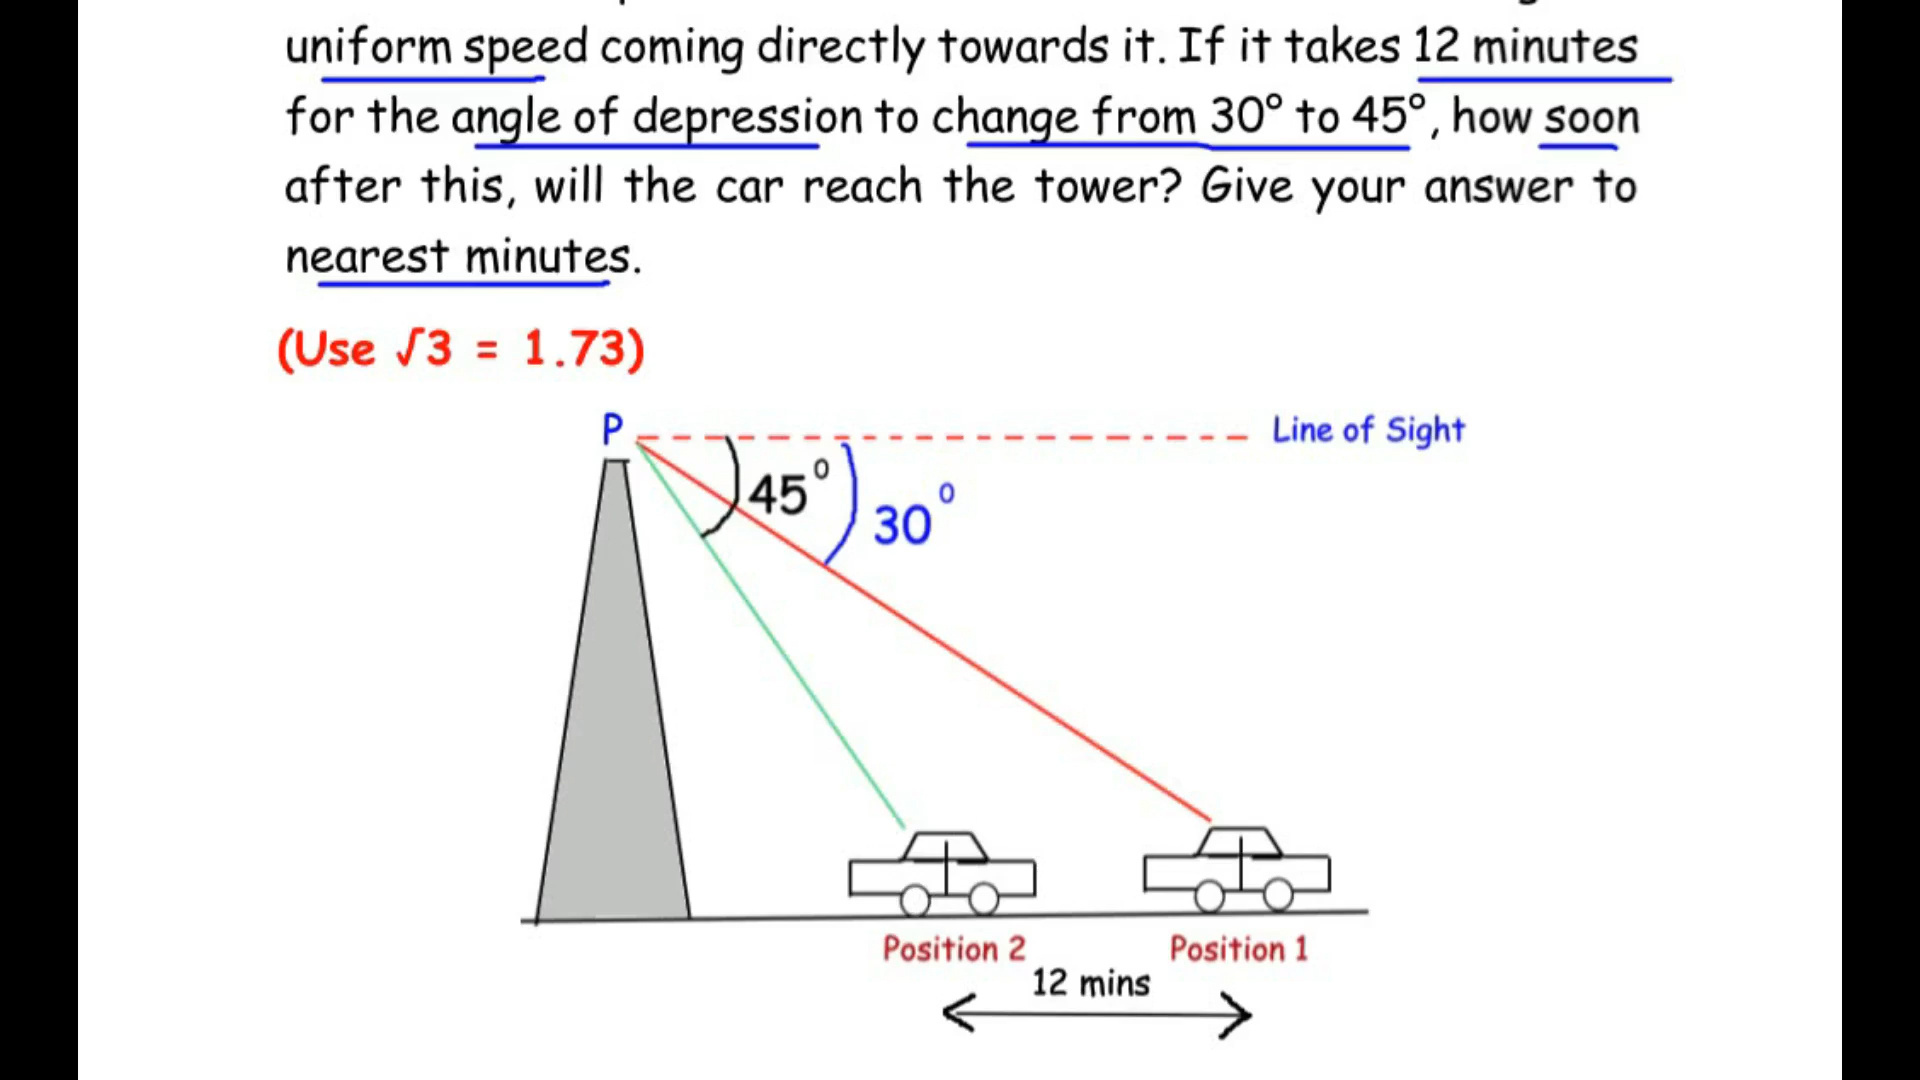 uniform speed coming directly towards it. If it takes 12 minutes
for the angle of depression to change from 30° to 45°, how soon
after this, will the car reach the tower? Give your answer to
nearest minutes.
(Use √3 = 1.73)
P
Line of Sight
45°
30°
Position 2
Position 1
12 mins